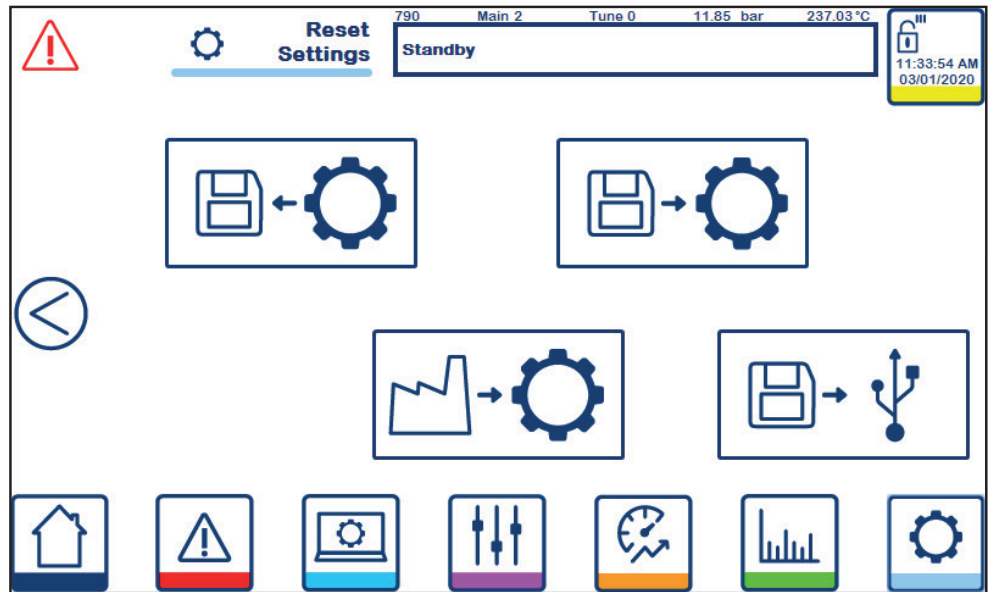 Reset
Settings
790 Main 2 Tune 0 11.85 bar 237.03 °C
Standby
III
11:33:54 AM
03/01/2020